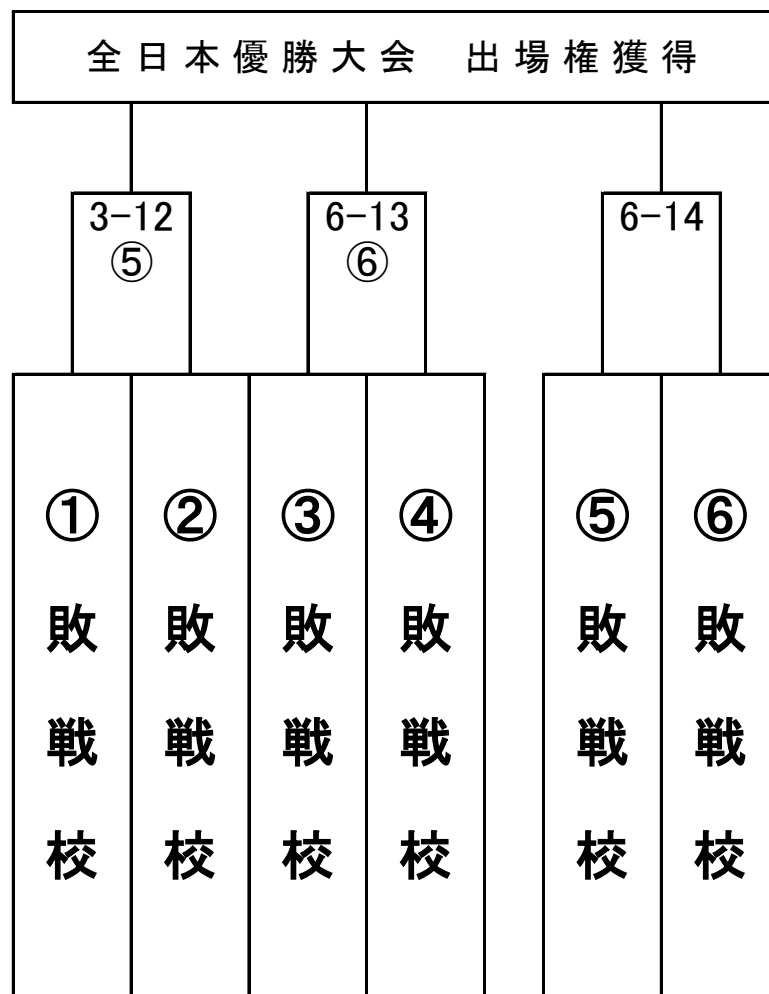 全日本優勝大会　出場権獲得
3-12
⑤
6-13
⑥
6-14
①敗戦校
②敗戦校
③敗戦校
④敗戦校
⑤敗戦校
⑥敗戦校